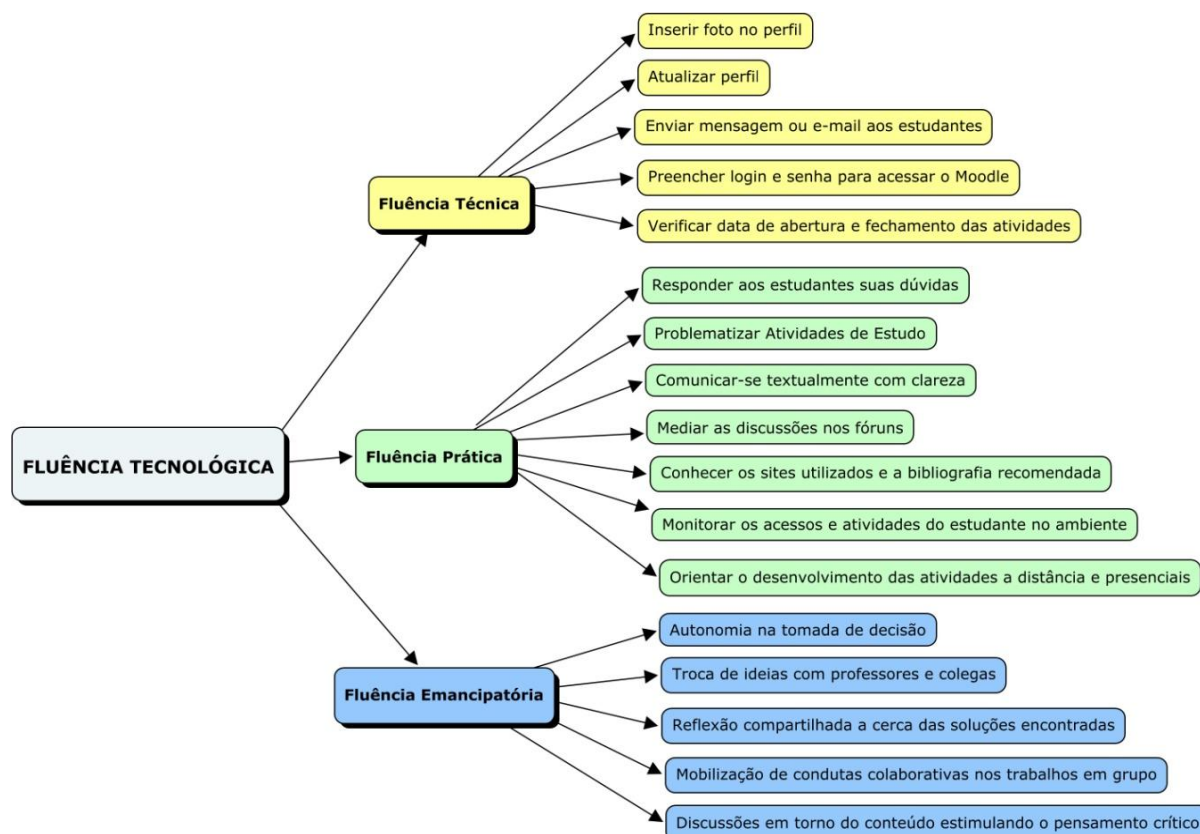 FLUÊNCIA TECNOLÓGICA
Fluência Técnica
Inserir foto no perfil
Atualizar perfil
Enviar mensagem ou e-mail aos estudantes
Preencher login e senha para acessar o Moodle
Verificar data de abertura e fechamento das atividades
Fluência Prática
Responder aos estudantes suas dúvidas
Problematizar Atividades de Estudo
Comunicar-se textualmente com clareza
Mediar as discussões nos fóruns
Conhecer os sites utilizados e a bibliografia recomendada
Monitorar os acessos e atividades do estudante no ambiente
Orientar o desenvolvimento das atividades a distância e presenciais
Fluência Emancipatória
Autonomia na tomada de decisão
Troca de ideias com professores e colegas
Reflexão compartilhada a cerca das soluções encontradas
Mobilização de condutas colaborativas nos trabalhos em grupo
Discussões em torno do conteúdo estimulando o pensamento crítico